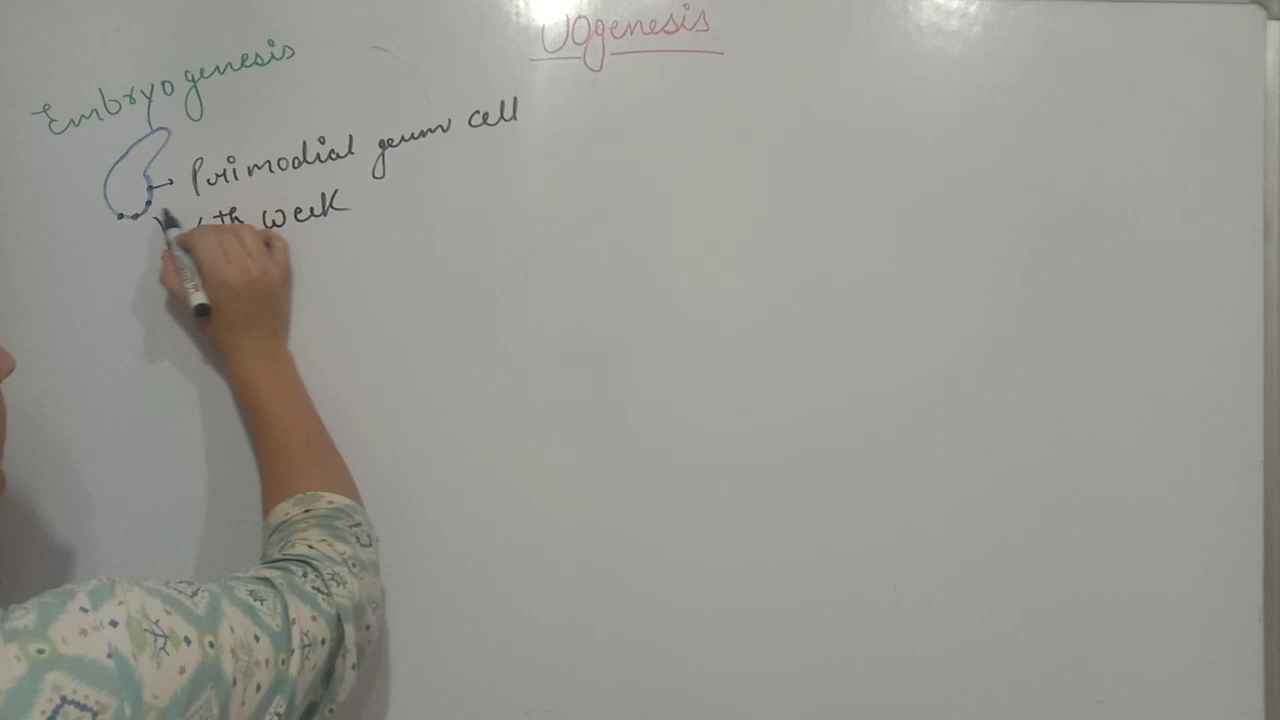 OOgenesis
Embryogenesis
Primodial germ cell
th week